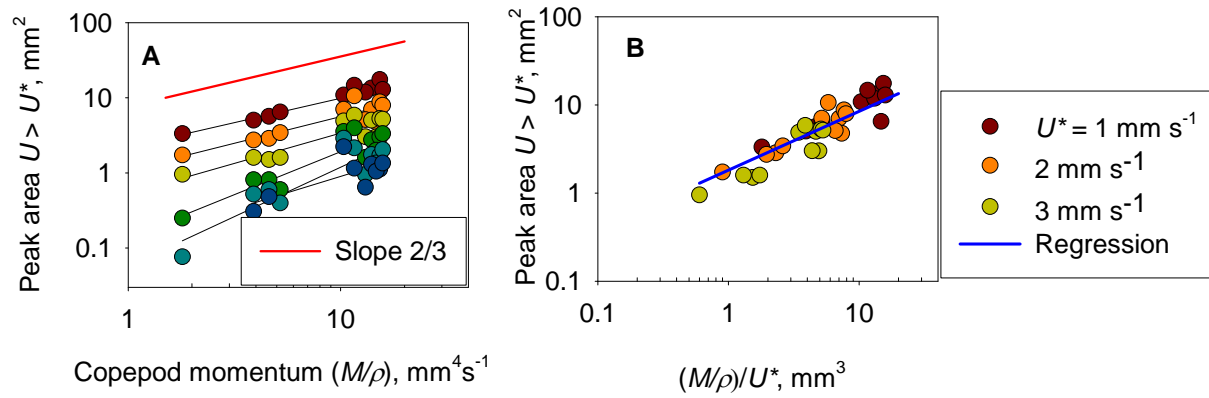 A
Peak area U > U*, mm²
100
10
1
0.1
Slope 2/3
1
10
Copepod momentum (M/ρ), mm⁴s⁻¹
B
Peak area U > U*, mm²
100
10
1
0.1
0.1
1
10
(M/ρ)/U*, mm³
U* = 1 mm s⁻¹
2 mm s⁻¹
3 mm s⁻¹
Regression